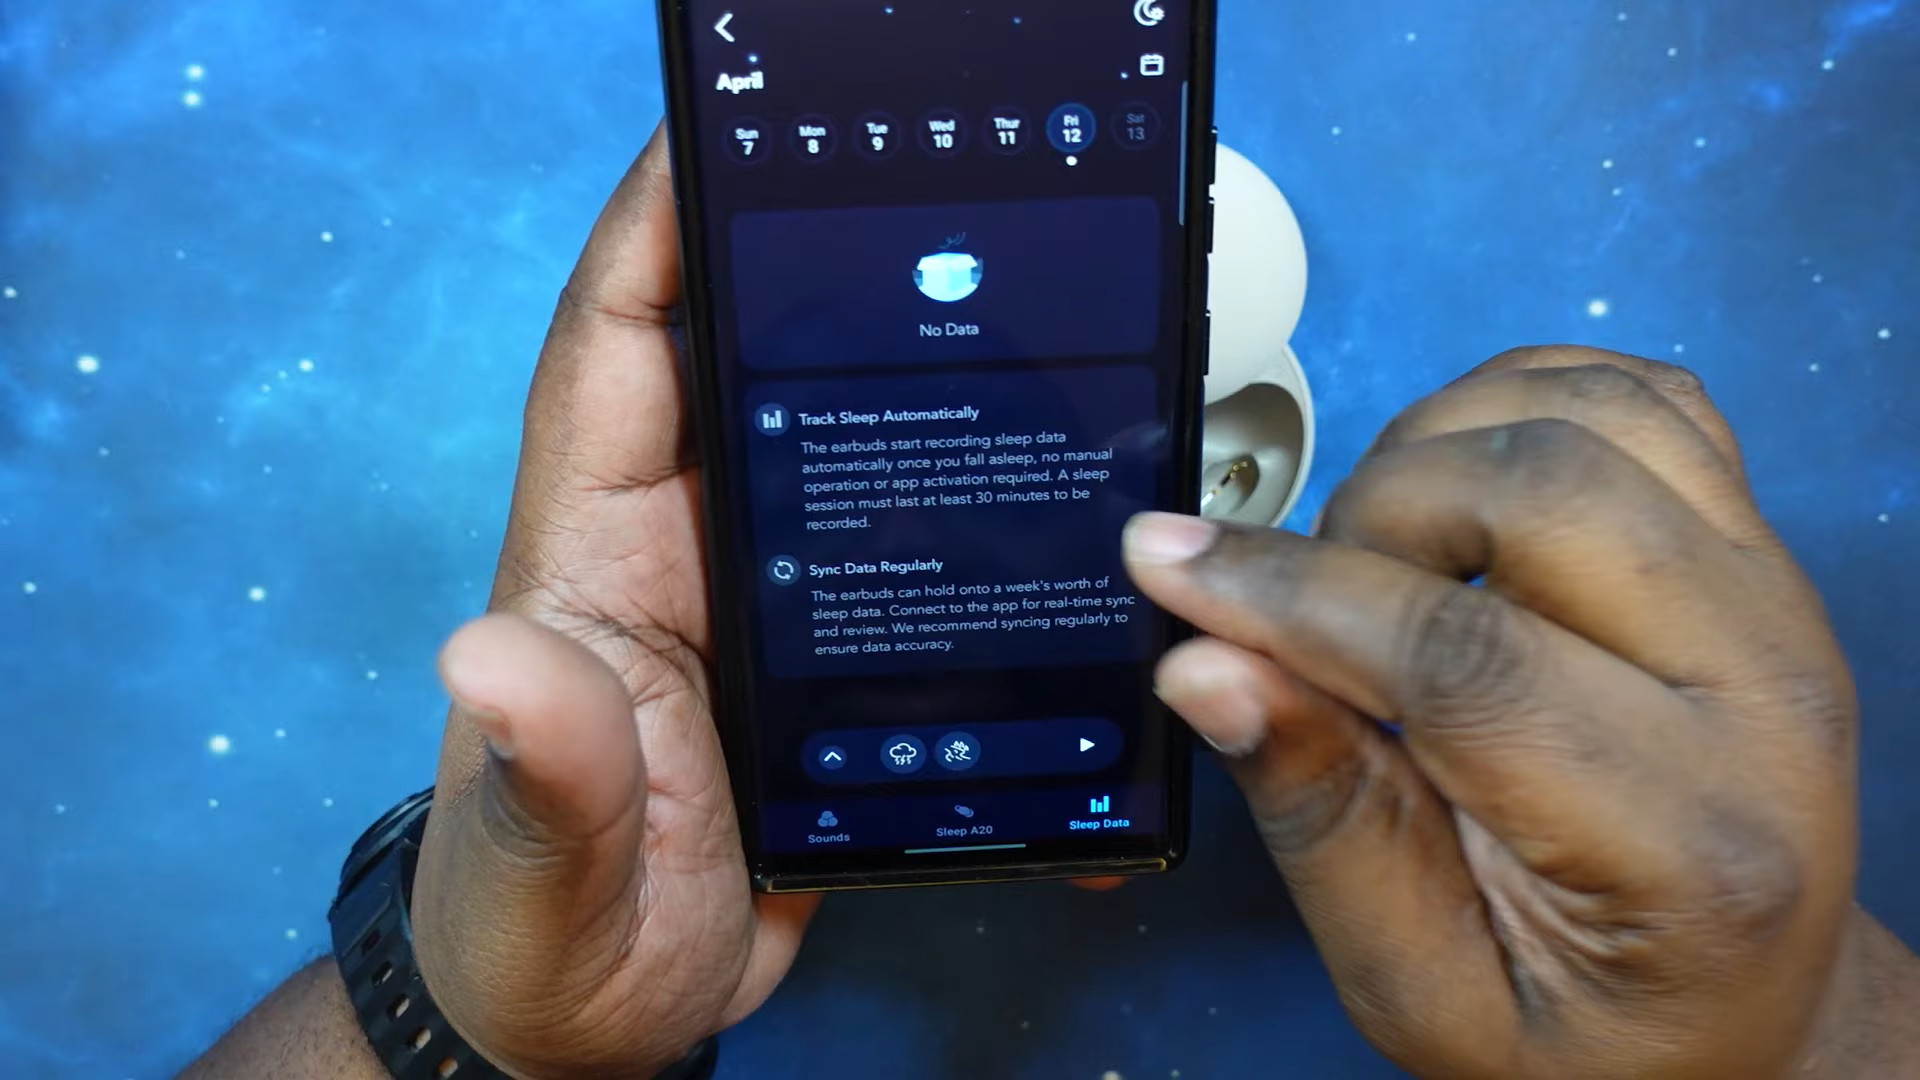 April
Sun Mon Tue Wed Thur Fri Sat
7 8 9 10 11 12 13
No Data
Track Sleep Automatically
The earbuds start recording sleep data
automatically once you fall asleep, no manual
operation or app activation required. A sleep
session must last at least 30 minutes to be
recorded.
Sync Data Regularly
The earbuds can hold onto a week's worth of
sleep data. Connect to the app for real-time sync
and review. We recommend syncing regularly to
ensure data accuracy.
Sounds Sleep A20 Sleep Data